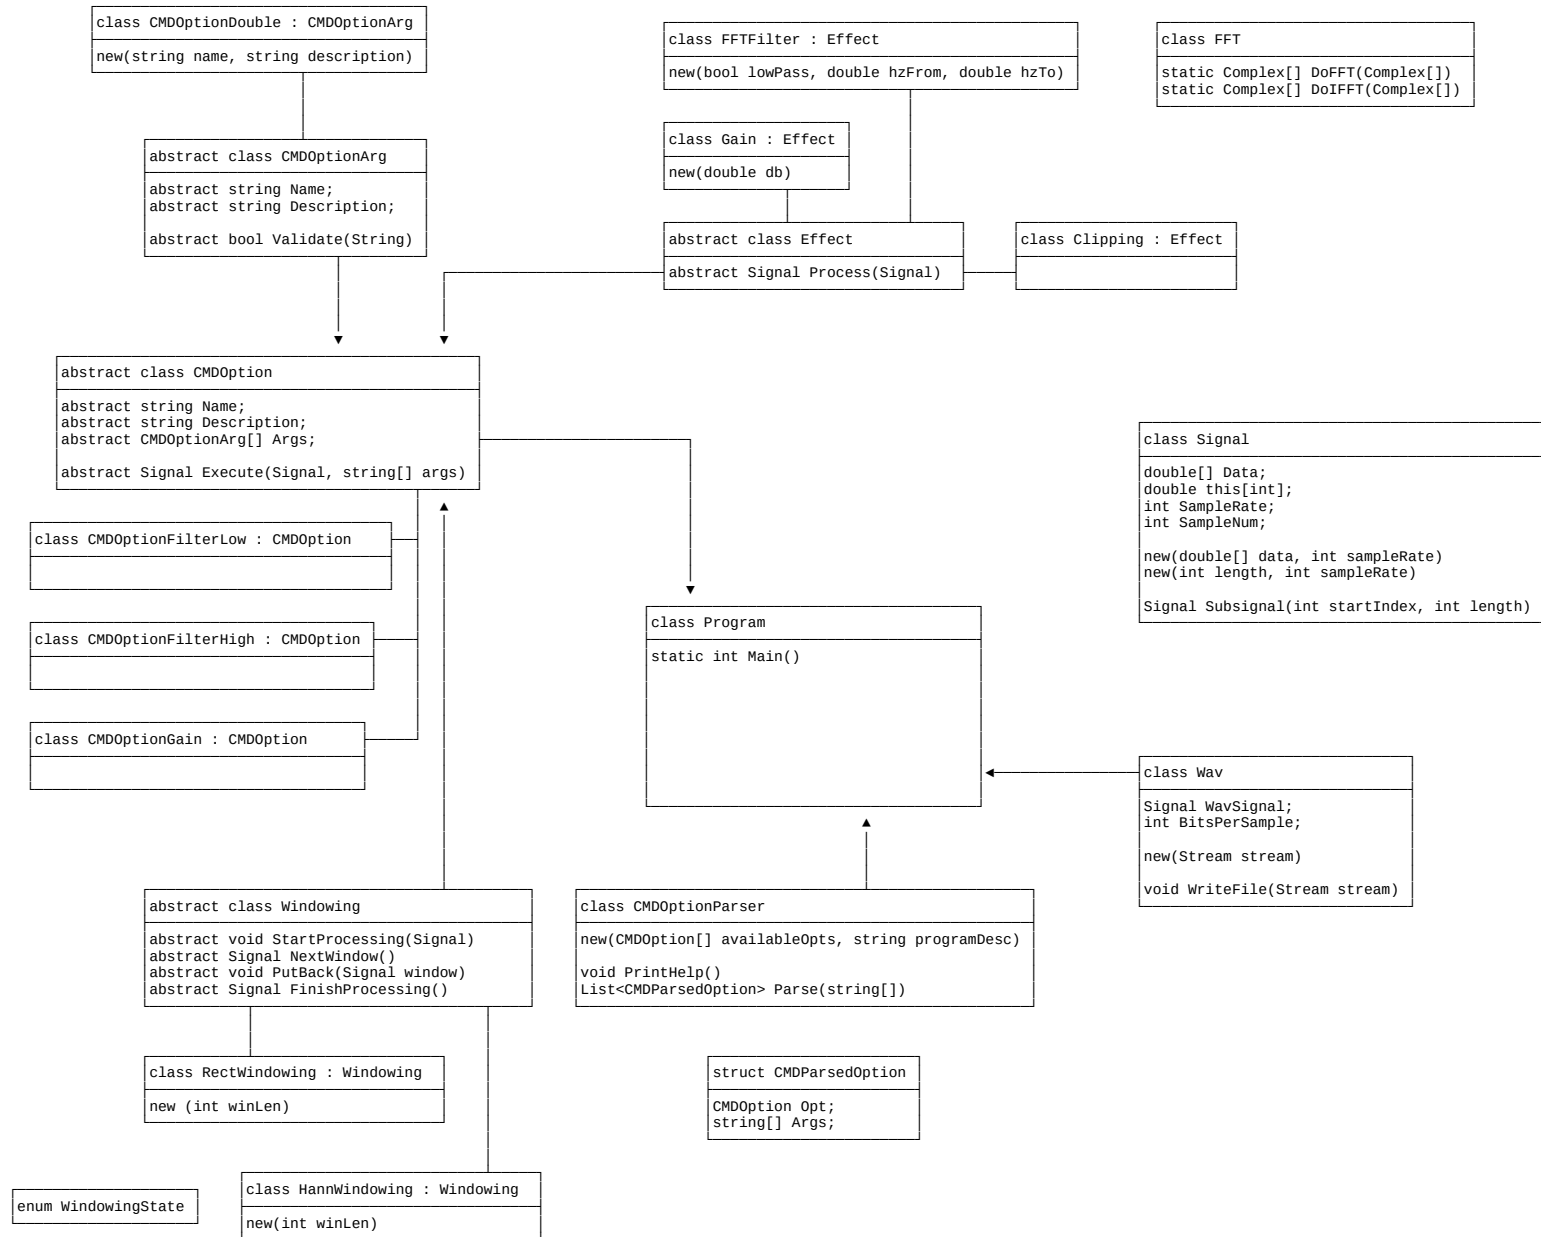 class CMDOptionDouble : CMDOptionArg
new(string name, string description)
class FFTFilter : Effect
new(bool lowPass, double hzFrom, double hzTo)
class FFT
static Complex[] DoFFT(Complex[])
static Complex[] DoIFFT(Complex[])
class Gain : Effect
new(double db)
abstract class CMDOptionArg
abstract string Name;
abstract string Description;
abstract bool Validate(String)
abstract class Effect
abstract Signal Process(Signal)
class Clipping : Effect
abstract class CMDOption
abstract string Name;
abstract string Description;
abstract CMDOptionArg[] Args;
abstract Signal Execute(Signal, string[] args)
class Signal
double[] Data;
double this[int];
int SampleRate;
int SampleNum;
new(double[] data, int sampleRate)
new(int length, int sampleRate)
Signal Subsignal(int startIndex, int length)
class CMDOptionFilterLow : CMDOption
class CMDOptionFilterHigh : CMDOption
class CMDOptionGain : CMDOption
class Program
static int Main()
class Wav
Signal WavSignal;
int BitsPerSample;
new(Stream stream)
void WriteFile(Stream stream)
abstract class Windowing
abstract void StartProcessing(Signal)
abstract Signal NextWindow()
abstract void PutBack(Signal window)
abstract Signal FinishProcessing()
class CMDOptionParser
new(CMDOption[] availableOpts, string programDesc)
void PrintHelp()
List<CMDParsedOption> Parse(string[])
class RectWindowing : Windowing
new (int winLen)
struct CMDParsedOption
CMDOption Opt;
string[] Args;
enum WindowingState
class HannWindowing : Windowing
new(int winLen)